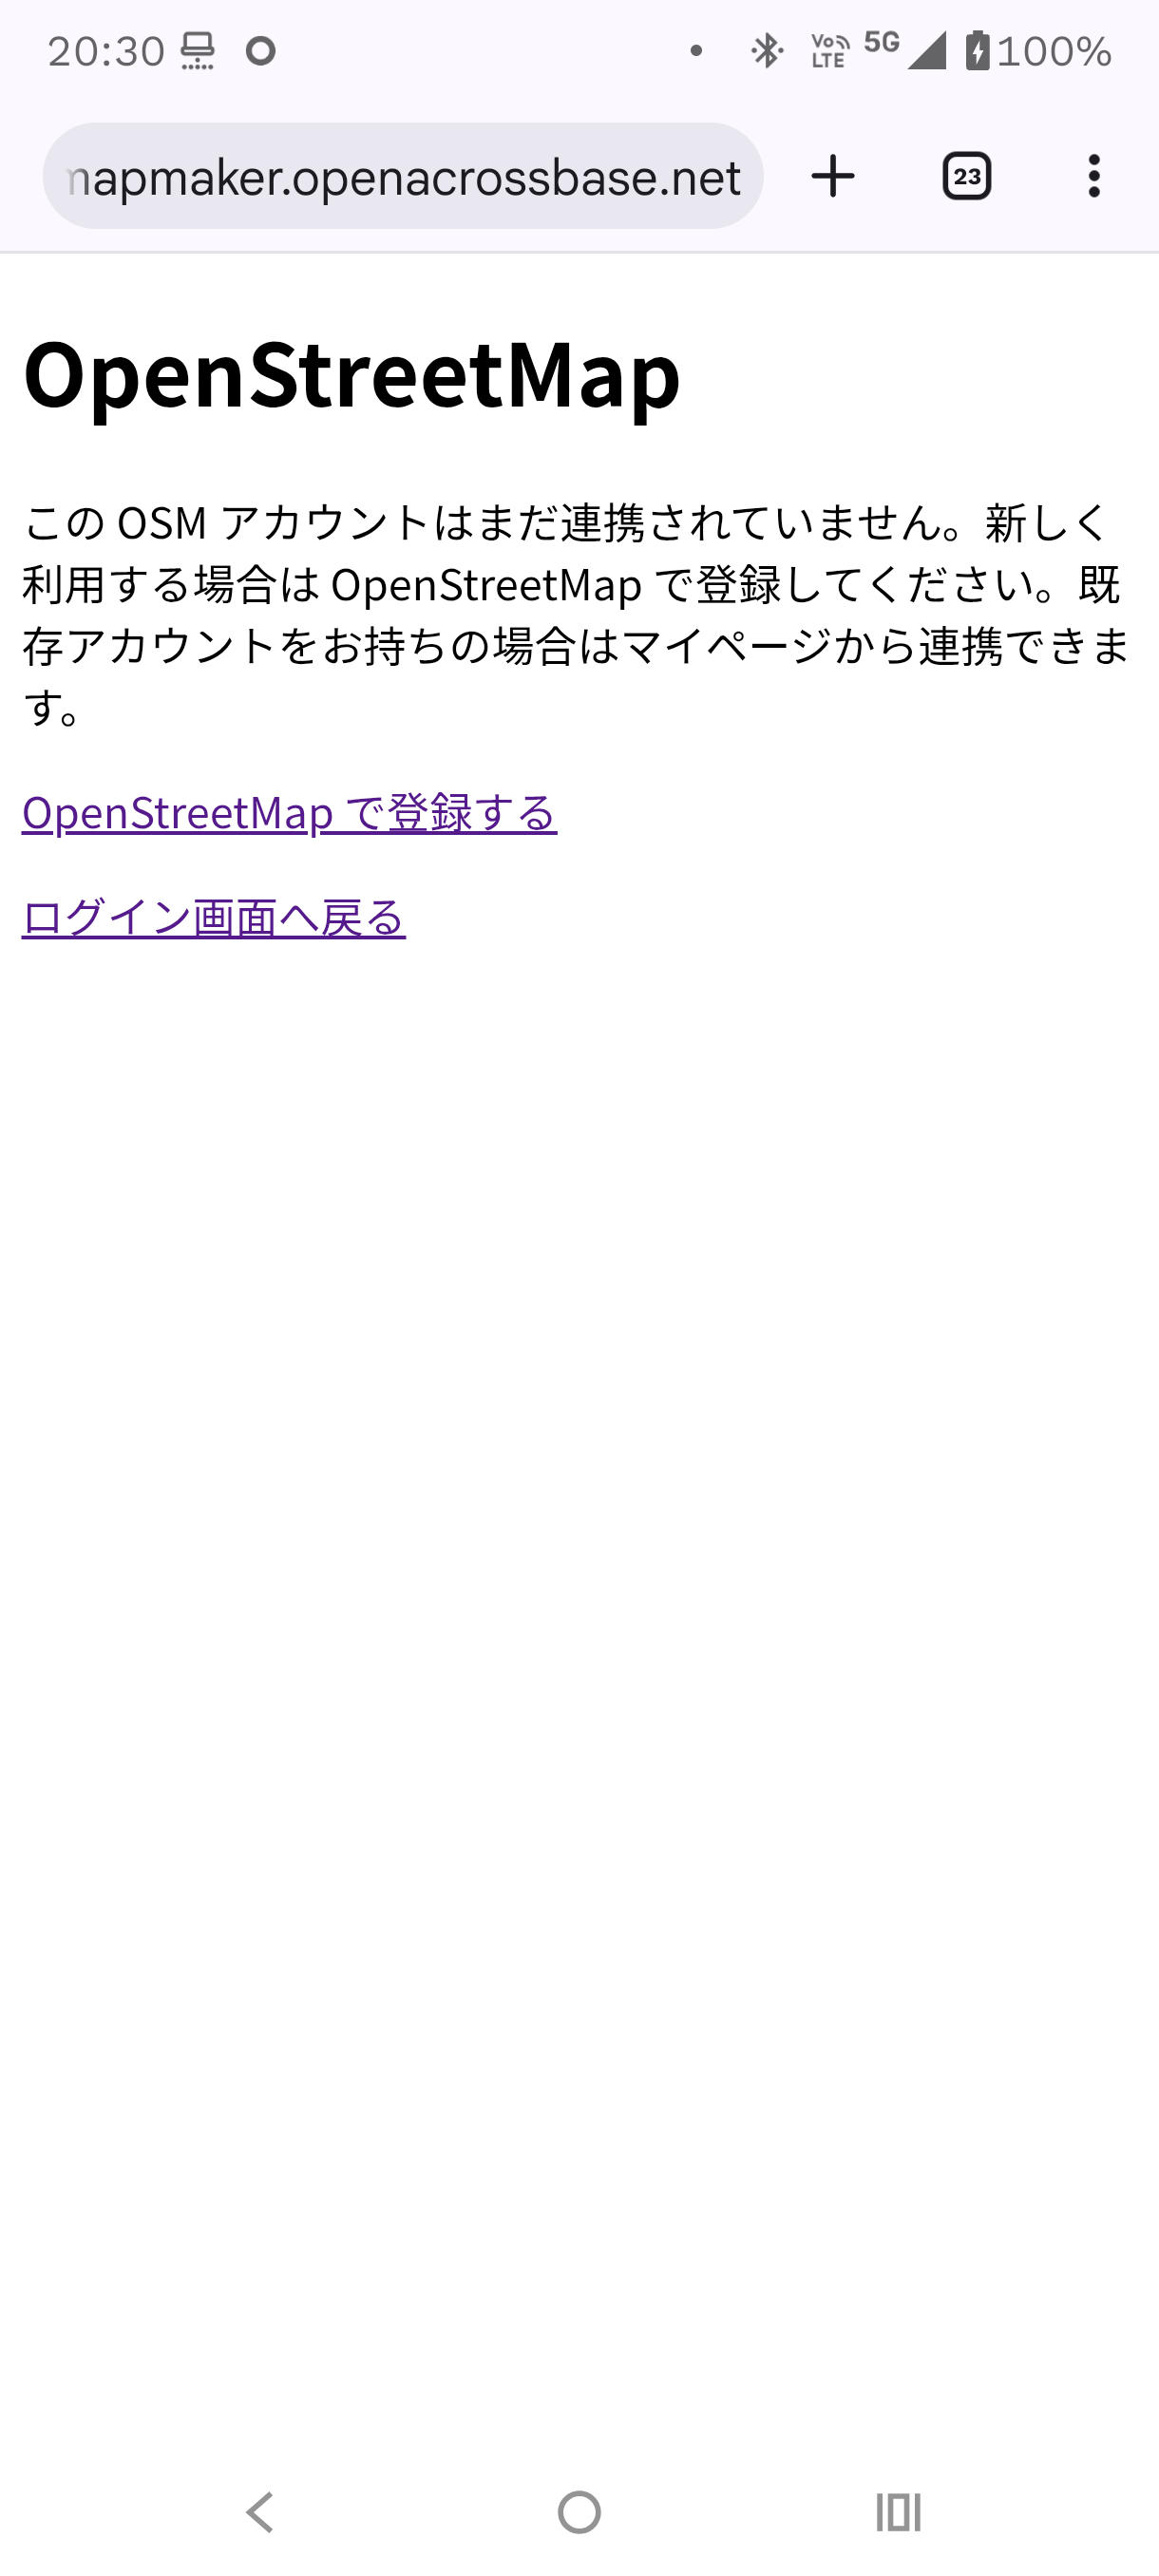 20:30
Vo LTE 5G 100%
mapmaker.openacrossbase.net
23
OpenStreetMap
この OSM アカウントはまだ連携されていません。新しく
利用する場合は OpenStreetMap で登録してください。既
存アカウントをお持ちの場合はマイページから連携できま
す。
OpenStreetMap で登録する
ログイン画面へ戻る